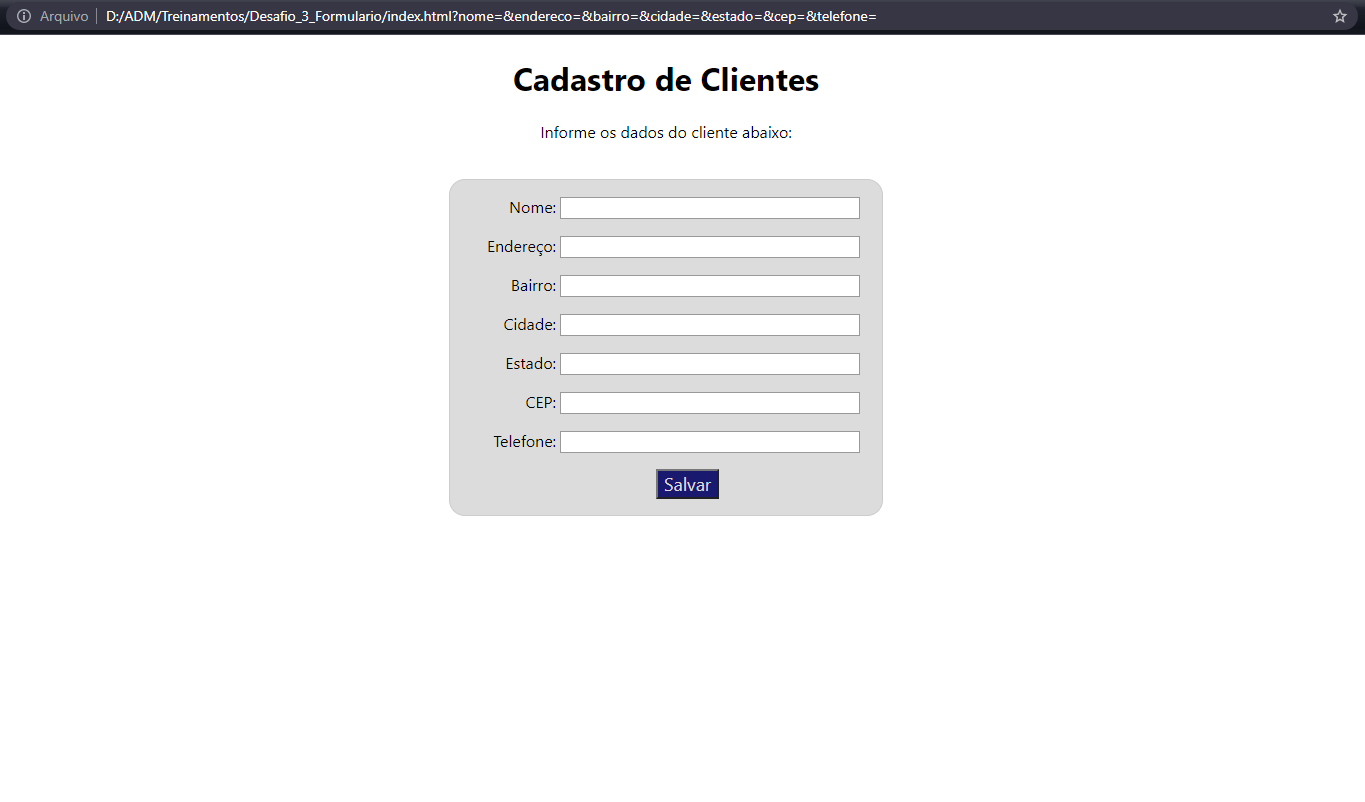 Arquivo D:/ADM/Treinamentos/Desafio_3_Formulario/index.html?nome=&endereco=&bairro=&cidade=&estado=&cep=&telefone=
Cadastro de Clientes
Informe os dados do cliente abaixo:
Nome:
Endereço:
Bairro:
Cidade:
Estado:
CEP:
Telefone:
Salvar